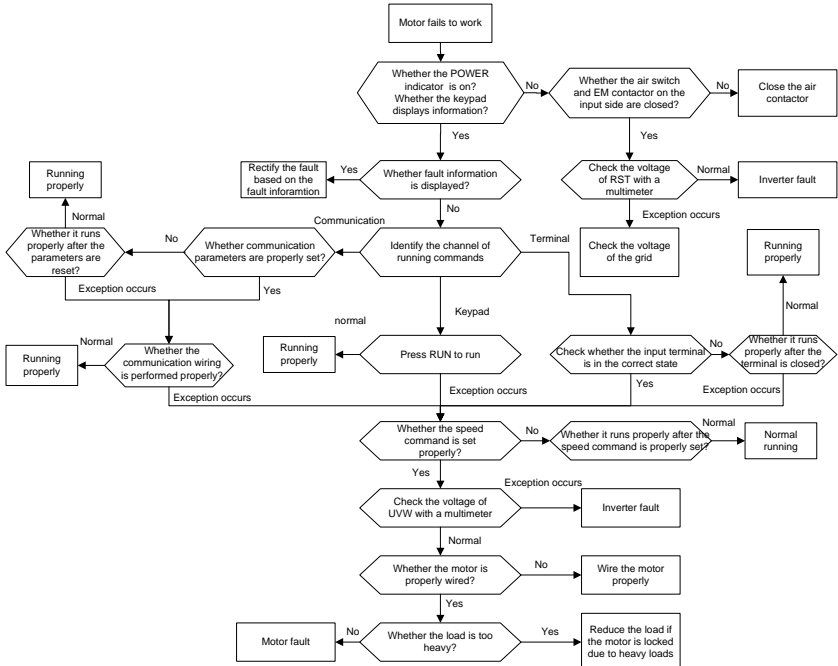 Motor fails to work
Whether the POWER
indicator is on?
Whether the keypad
displays information?
No
Whether the air switch
and EM contactor on the
input side are closed?
No
Close the air
contactor
Yes
Yes
Rectify the fault
based on the
fault inforamtion
Yes
Whether fault information
is displayed?
Check the voltage
of RST with a
multimeter
Normal
Inverter fault
Running
properly
Normal
No
Exception occurs
Communication
Terminal
Whether it runs
properly after the
parameters are
reset?
No
Whether communication
parameters are properly set?
Identify the channel of
running commands
Check the voltage
of the grid
Running
properly
Exception occurs
Yes
Keypad
Normal
Running
properly
Normal
Whether the
communication wiring
is performed properly?
Running
properly
normal
Press RUN to run
Check whether the input terminal
is in the correct state
No
Whether it runs
properly after the
terminal is closed?
Exception occurs
Exception occurs
Yes
Exception occurs
Whether the speed
command is set
properly?
No
Whether it runs properly after the
speed command is properly set?
Normal
Normal
running
Yes
Exception occurs
Check the voltage of
UVW with a multimeter
Inverter fault
Normal
Whether the motor is
properly wired?
No
Wire the motor
properly
Yes
Motor fault
No
Whether the load is too
heavy?
Yes
Reduce the load if
the motor is locked
due to heavy loads